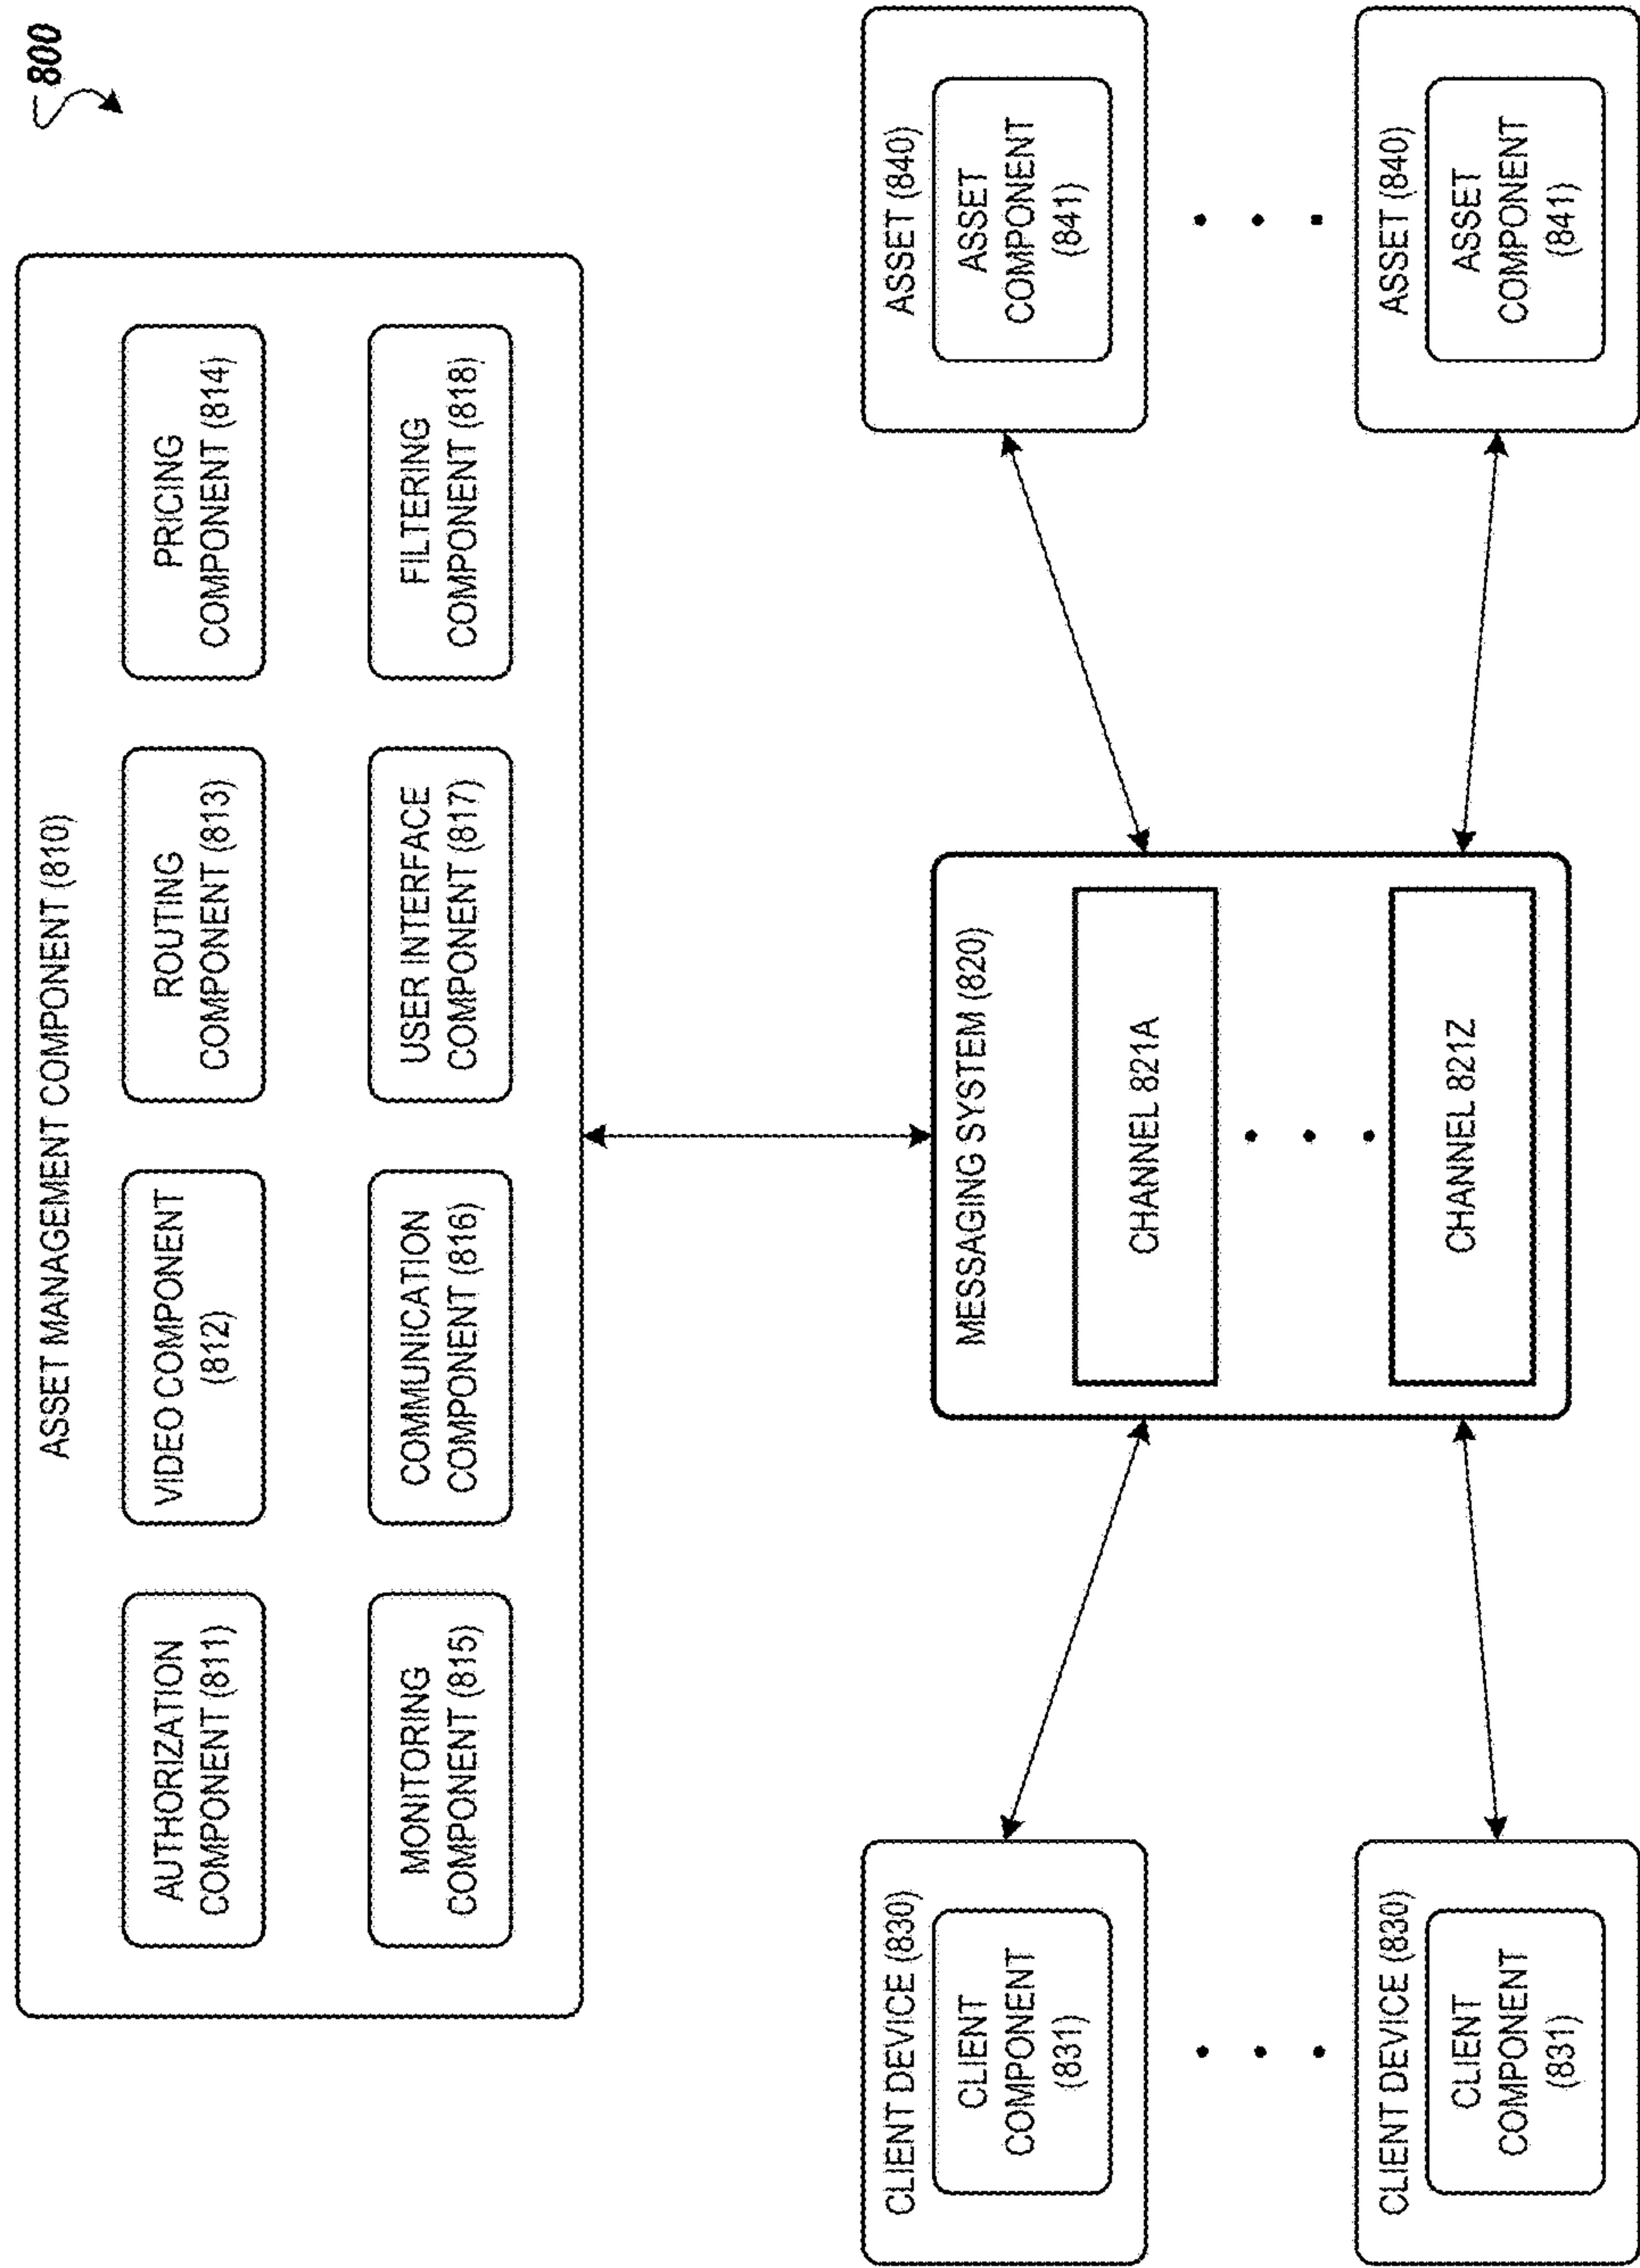 800
ASSET MANAGEMENT COMPONENT (810)
AUTHORIZATION
COMPONENT (811)
VIDEO COMPONENT
(812)
ROUTING
COMPONENT (813)
PRICING
COMPONENT (814)
MONITORING
COMPONENT (815)
COMMUNICATION
COMPONENT (816)
USER INTERFACE
COMPONENT (817)
FILTERING
COMPONENT (818)
CLIENT DEVICE (830)
CLIENT
COMPONENT
(831)
CLIENT DEVICE (830)
CLIENT
COMPONENT
(831)
MESSAGING SYSTEM (820)
CHANNEL 821A
CHANNEL 821Z
ASSET (840)
ASSET
COMPONENT
(841)
ASSET (840)
ASSET
COMPONENT
(841)